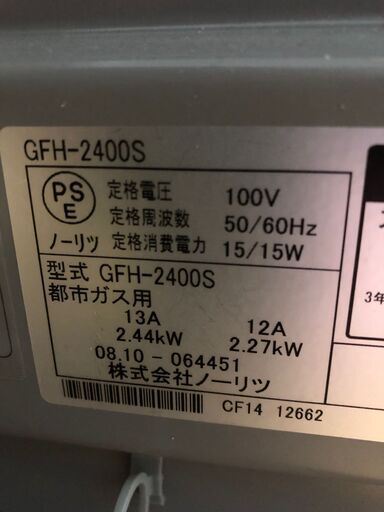 GFH-2400S
PS E 定格電圧 100V
定格周波数 50/60Hz
ノーリツ 定格消費電力 15/15W
型式 GFH-2400S
都市ガス用
13A 12A
2.44kW 2.27kW
08.10-064451
株式会社ノーリツ
CF14 12662
3年